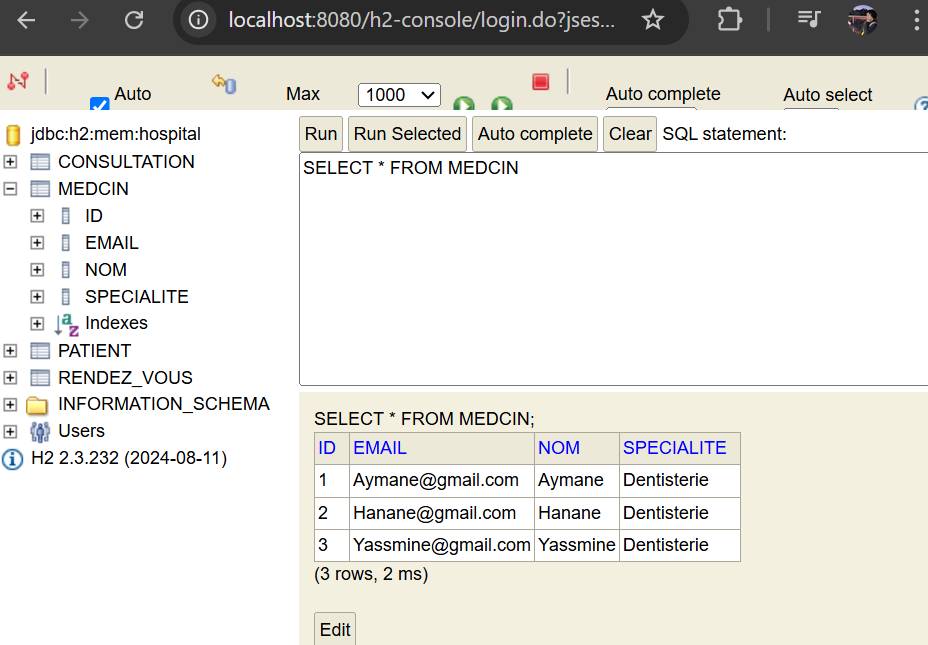 localhost:8080/h2-console/login.do?jses...
Auto
Max
1000
Auto complete
Auto select
jdbc:h2:mem:hospital
CONSULTATION
MEDCIN
ID
EMAIL
NOM
SPECIALITE
Indexes
PATIENT
RENDEZ_VOUS
INFORMATION_SCHEMA
Users
H2 2.3.232 (2024-08-11)
Run Run Selected Auto complete Clear SQL statement:
SELECT * FROM MEDCIN
SELECT * FROM MEDCIN;
ID EMAIL NOM SPECIALITE
1 Aymane@gmail.com Aymane Dentisterie
2 Hanane@gmail.com Hanane Dentisterie
3 Yassmine@gmail.com Yassmine Dentisterie
(3 rows, 2 ms)
Edit